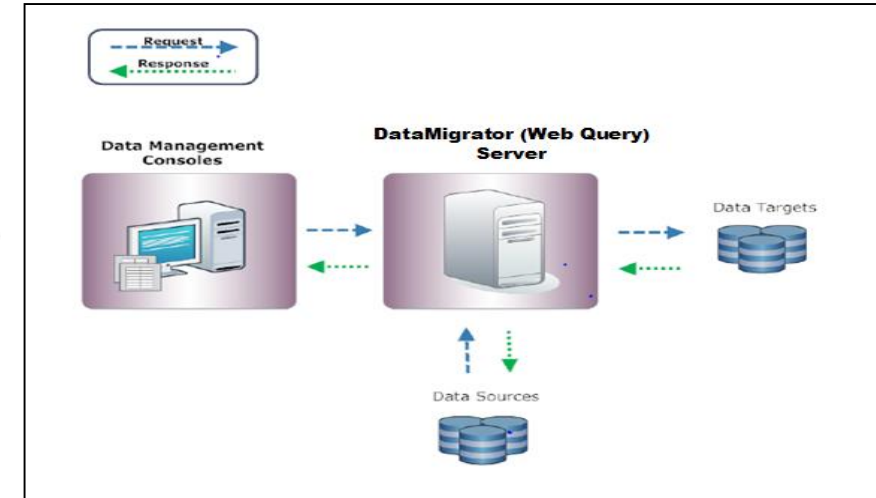 Request
Response
Data Management
Consoles
DataMigrator (Web Query)
Server
Data Targets
Data Sources